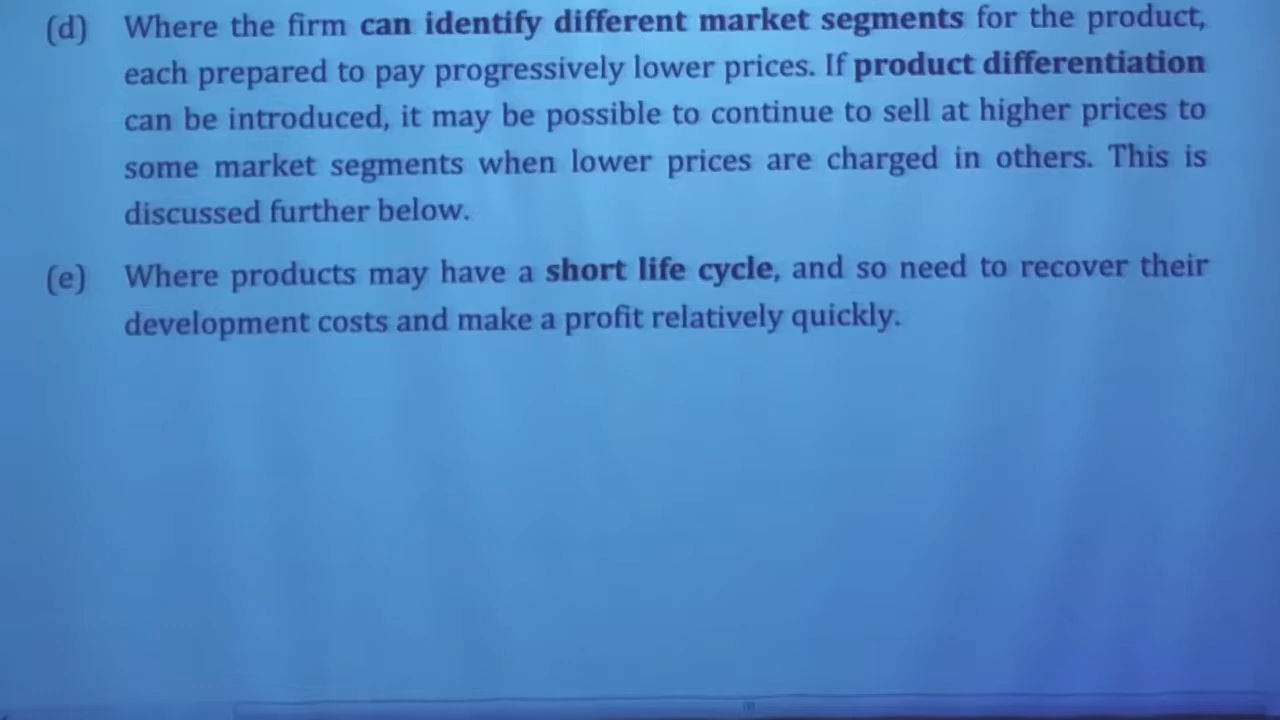 (d) Where the firm can identify different market segments for the product,
each prepared to pay progressively lower prices. If product differentiation
can be introduced, it may be possible to continue to sell at higher prices to
some market segments when lower prices are charged in others. This is
discussed further below.
(e) Where products may have a short life cycle, and so need to recover their
development costs and make a profit relatively quickly.